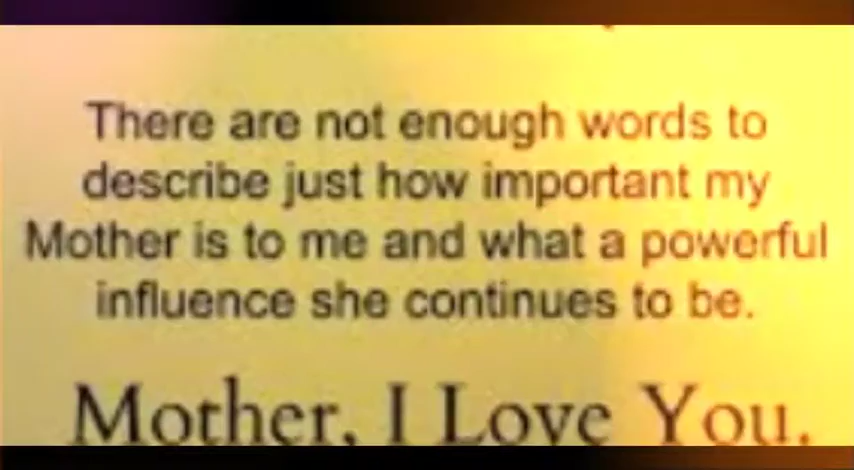 There are not enough words to
describe just how important my
Mother is to me and what a powerful
influence she continues to be.
Mother, I Love You.